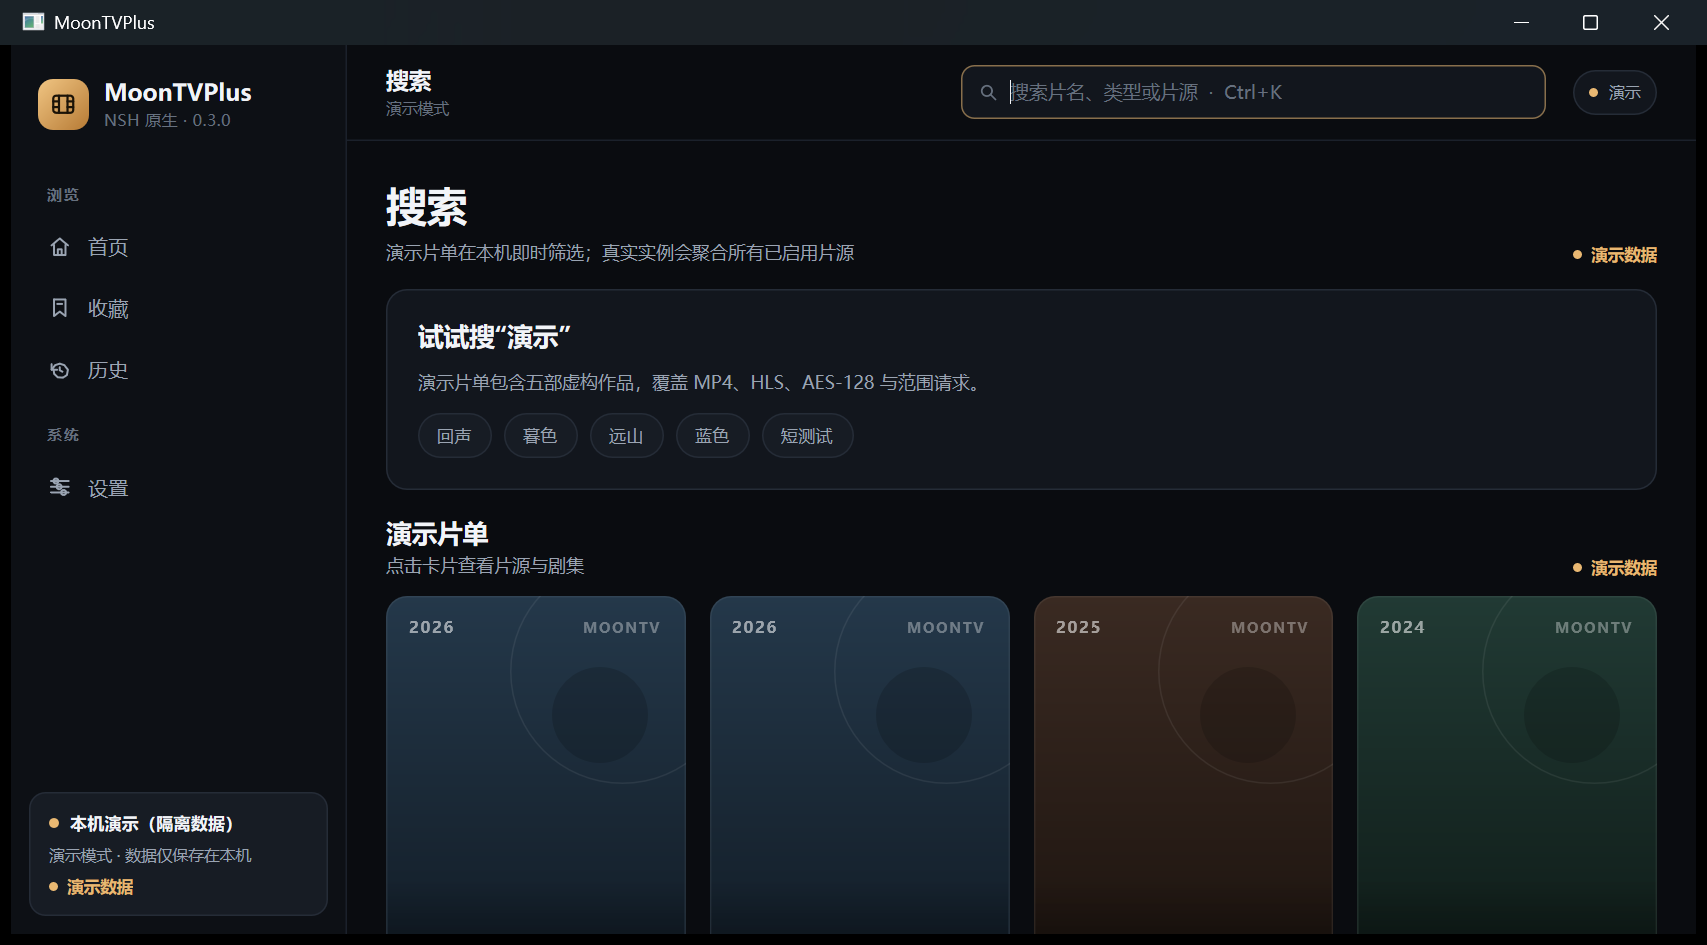 MoonTVPlus
MoonTVPlus
NSH 原生 · 0.3.0
浏览
首页
收藏
历史
系统
设置
本机演示（隔离数据）
演示模式 · 数据仅保存在本机
演示数据
搜索
演示模式
搜索片名、类型或片源 · Ctrl+K
演示
搜索
演示片单在本机即时筛选；真实实例会聚合所有已启用片源
演示数据
试试搜“演示”
演示片单包含五部虚构作品，覆盖 MP4、HLS、AES-128 与范围请求。
回声 暮色 远山 蓝色 短测试
演示片单
点击卡片查看片源与剧集
演示数据
2026 MOONTV
2026 MOONTV
2025 MOONTV
2024 MOONTV